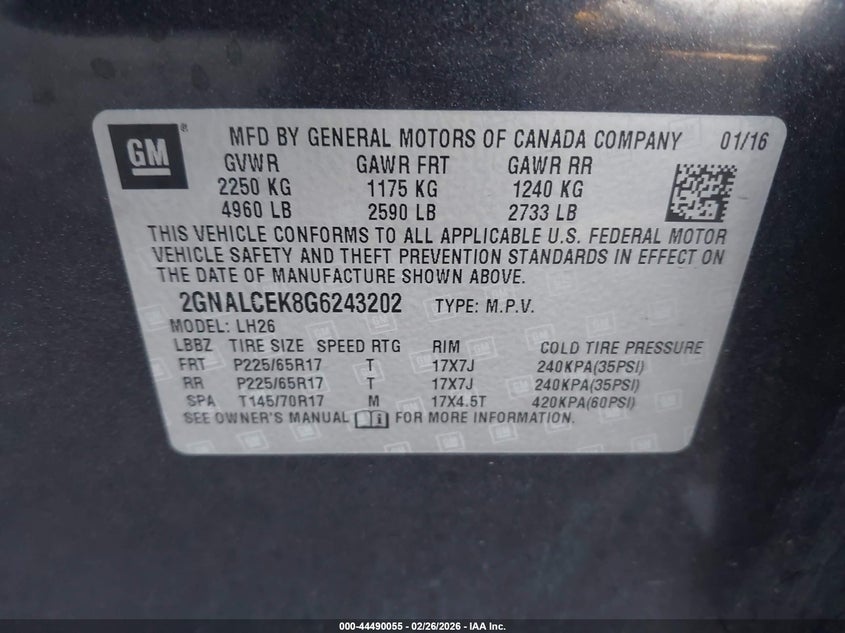 GM ® MFD BY GENERAL MOTORS OF CANADA COMPANY 01/16
GVWR GAWR FRT GAWR RR
2250 KG 1175 KG 1240 KG
4960 LB 2590 LB 2733 LB
THIS VEHICLE CONFORMS TO ALL APPLICABLE U.S. FEDERAL MOTOR
VEHICLE SAFETY AND THEFT PREVENTION STANDARDS IN EFFECT ON
THE DATE OF MANUFACTURE SHOWN ABOVE.
2GNALCEK8G6243202 TYPE: M.P.V.
MODEL: LH26
LBBZ TIRE SIZE SPEED RTG RIM COLD TIRE PRESSURE
FRT P225/65R17 T 17X7J 240KPA(35PSI)
RR P225/65R17 T 17X7J 240KPA(35PSI)
SPA T145/70R17 M 17X4.5T 420KPA(60PSI)
SEE OWNER'S MANUAL i FOR MORE INFORMATION.
000-44490055 - 02/26/2026 - IAA Inc.